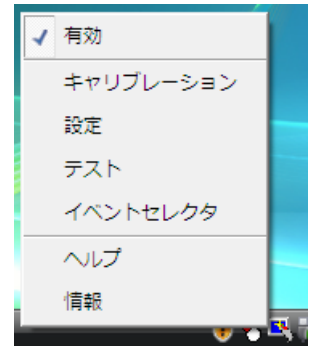 有効
キャリブレーション
設定
テスト
イベントセレクタ
ヘルプ
情報